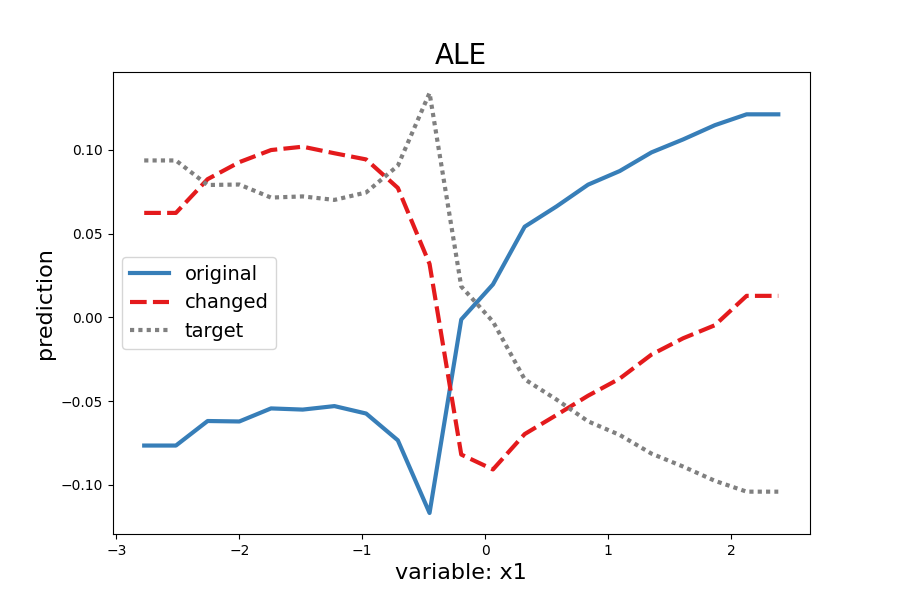 ALE
prediction
0.10
0.05
0.00
−0.05
−0.10
original
changed
target
−3
−2
−1
0
1
2
variable: x1